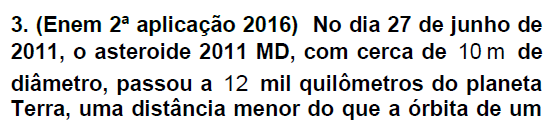 3. (Enem 2ª aplicação 2016) No dia 27 de junho de
2011, o asteroide 2011 MD, com cerca de 10 m de
diâmetro, passou a 12 mil quilômetros do planeta
Terra, uma distância menor do que a órbita de um